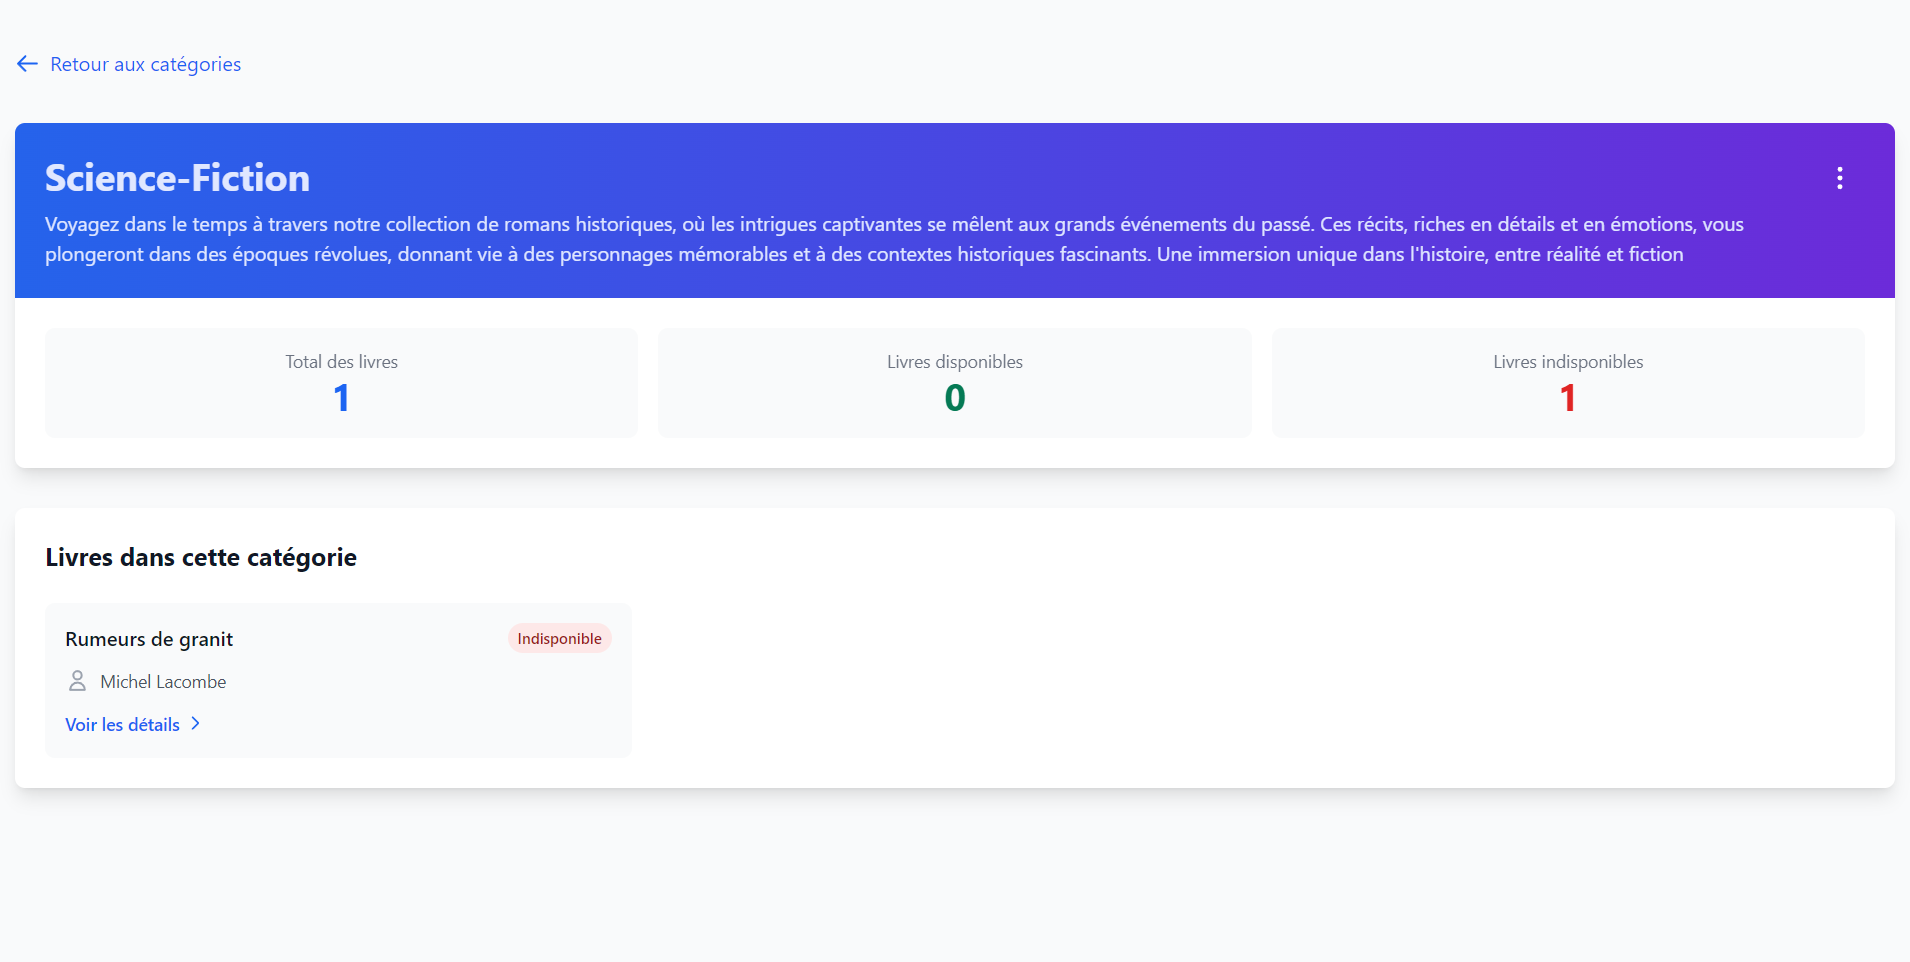 Retour aux catégories
Science-Fiction
Voyagez dans le temps à travers notre collection de romans historiques, où les intrigues captivantes se mêlent aux grands événements du passé. Ces récits, riches en détails et en émotions, vous
plongeront dans des époques révolues, donnant vie à des personnages mémorables et à des contextes historiques fascinants. Une immersion unique dans l'histoire, entre réalité et fiction
Total des livres
1
Livres disponibles
0
Livres indisponibles
1
Livres dans cette catégorie
Rumeurs de granit
Indisponible
Michel Lacombe
Voir les détails